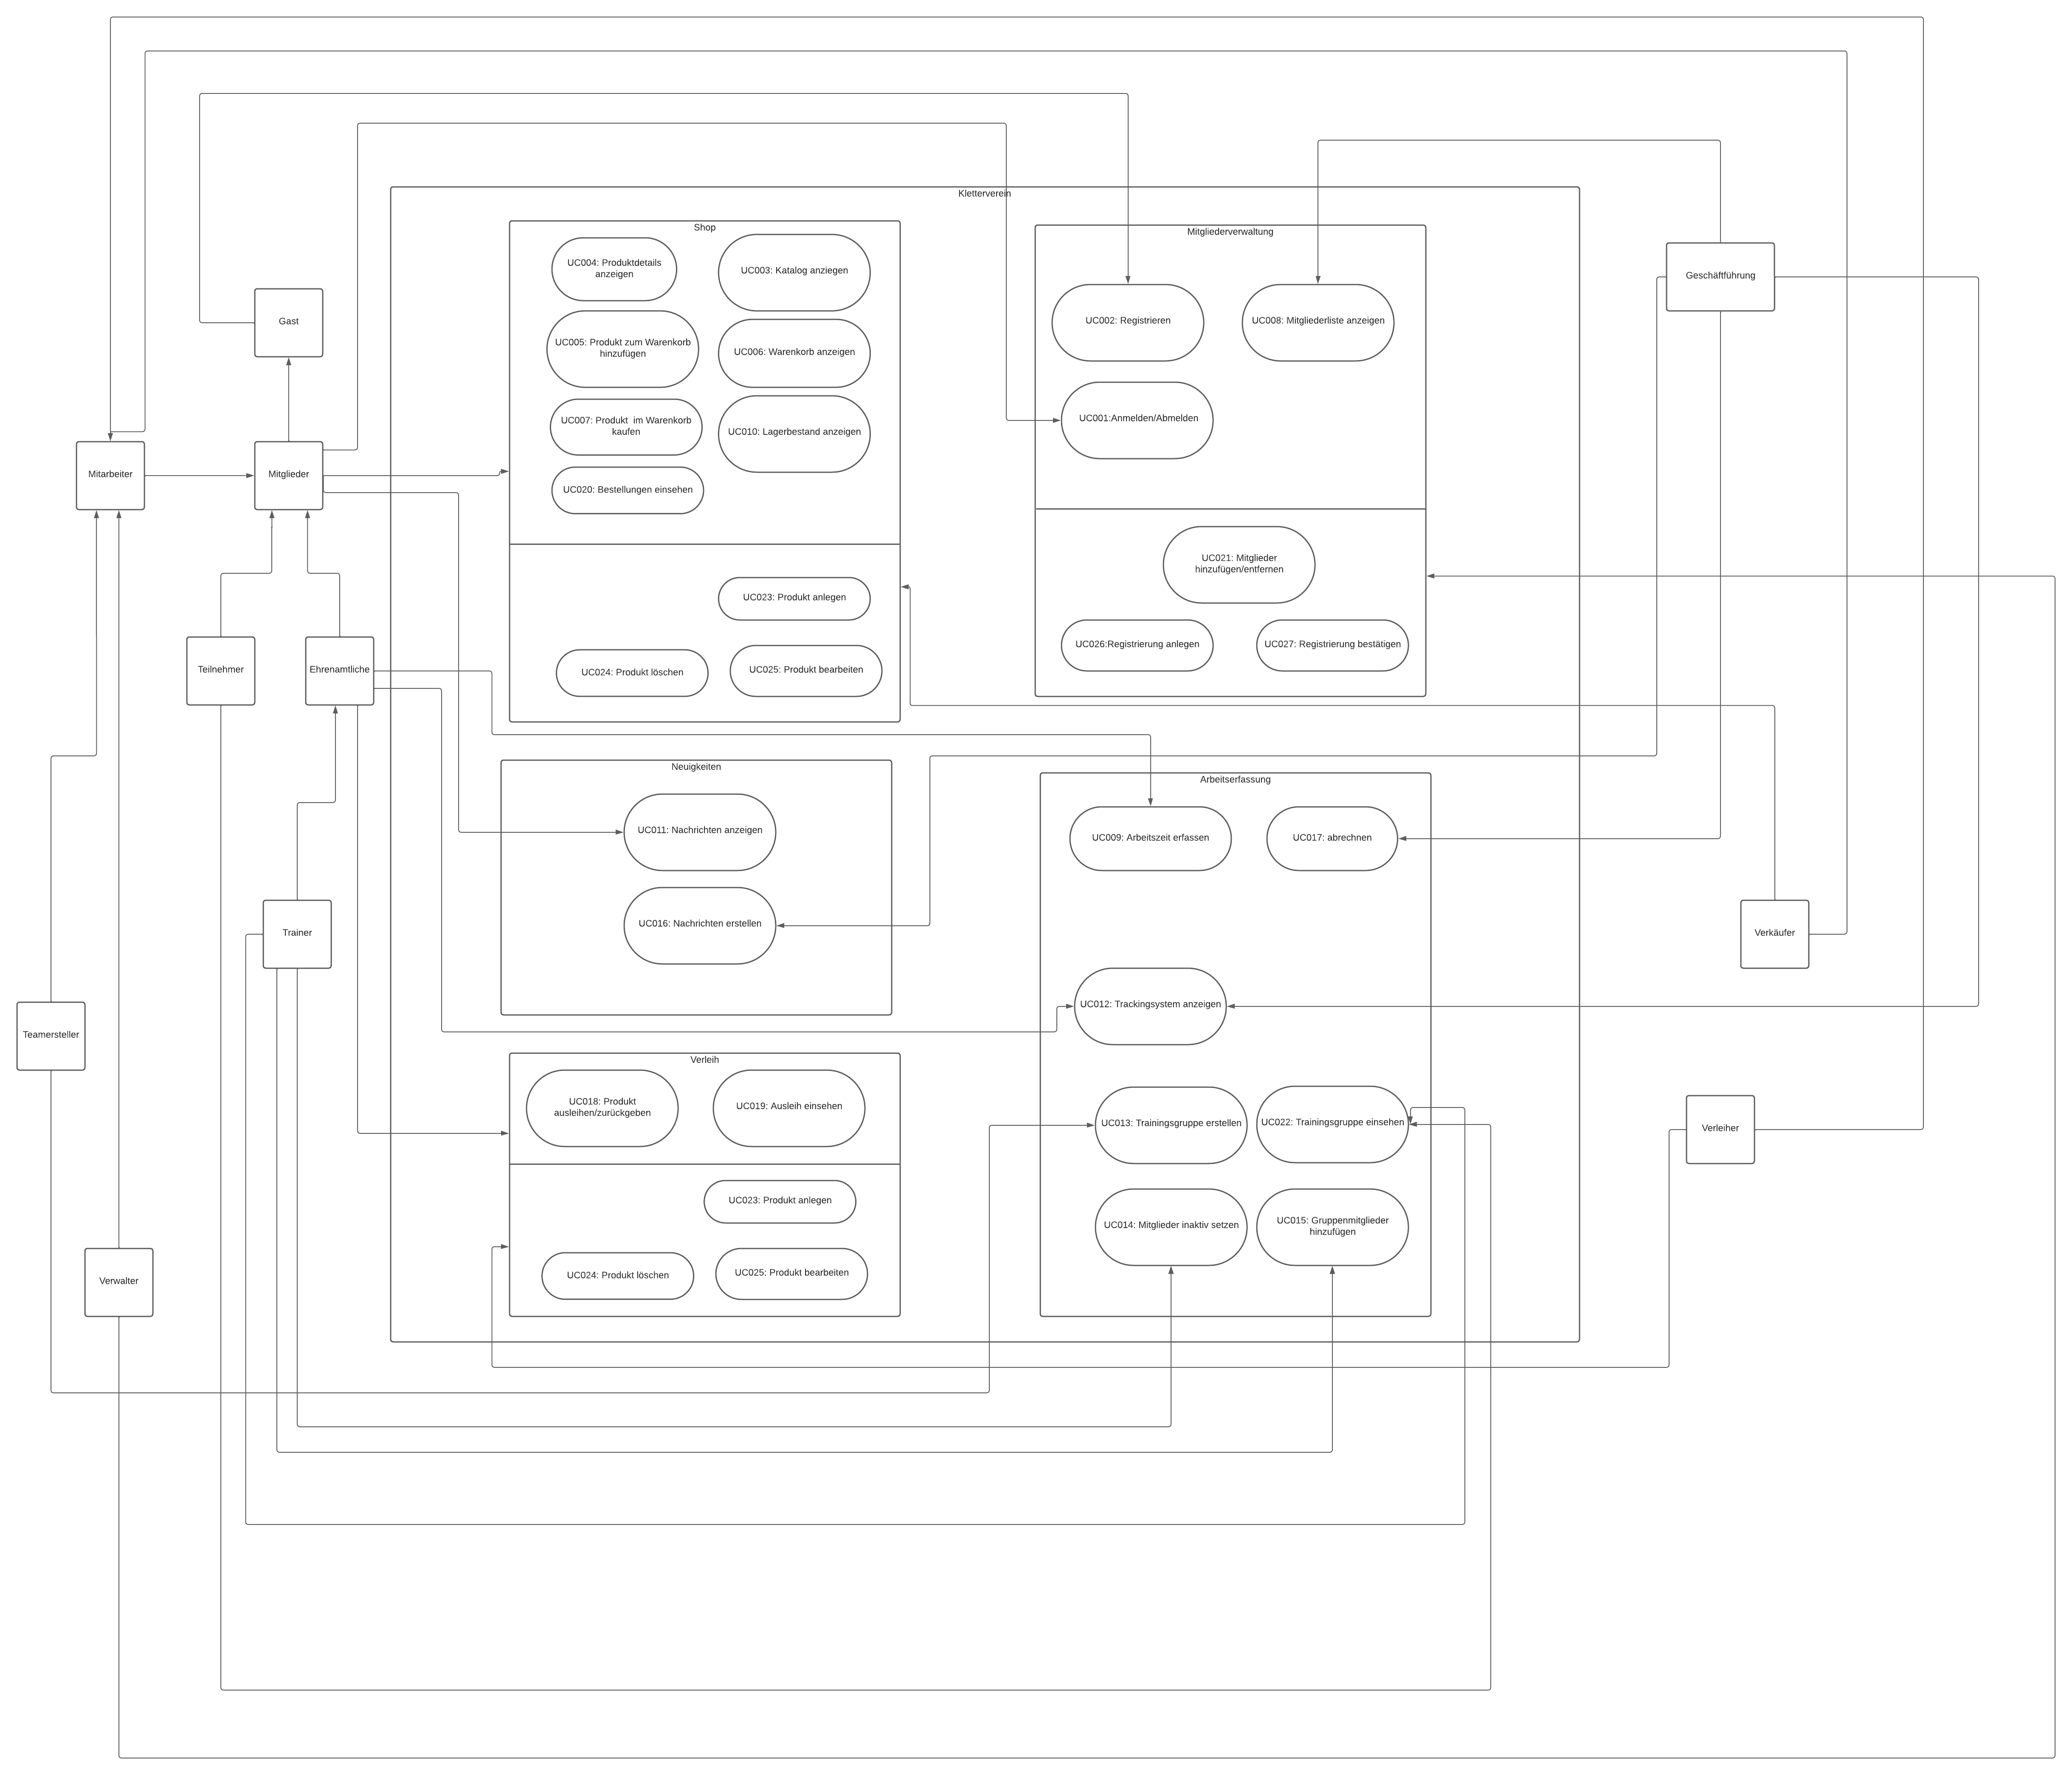 Kletterverein
Shop
UC004: Produktdetails
anzeigen
UC003: Katalog anziegen
UC005: Produkt zum Warenkorb
hinzufügen
UC006: Warenkorb anzeigen
UC007: Produkt  im Warenkorb
kaufen
UC010: Lagerbestand anzeigen
UC020: Bestellungen einsehen
UC023: Produkt anlegen
UC024: Produkt löschen
UC025: Produkt bearbeiten
Mitgliederverwaltung
UC002: Registrieren
UC008: Mitgliederliste anzeigen
UC001:Anmelden/Abmelden
UC021: Mitglieder
hinzufügen/entfernen
UC026:Registrierung anlegen
UC027: Registrierung bestätigen
Geschäftführung
Gast
Mitarbeiter
Mitglieder
Teilnehmer
Ehrenamtliche
Neuigkeiten
UC011: Nachrichten anzeigen
UC016: Nachrichten erstellen
Arbeitserfassung
UC009: Arbeitszeit erfassen
UC017: abrechnen
UC012: Trackingsystem anzeigen
UC013: Trainingsgruppe erstellen
UC022: Trainingsgruppe einsehen
UC014: Mitglieder inaktiv setzen
UC015: Gruppenmitglieder
hinzufügen
Trainer
Verkäufer
Teamersteller
Verleih
UC018: Produkt
ausleihen/zurückgeben
UC019: Ausleih einsehen
UC023: Produkt anlegen
UC024: Produkt löschen
UC025: Produkt bearbeiten
Verleiher
Verwalter